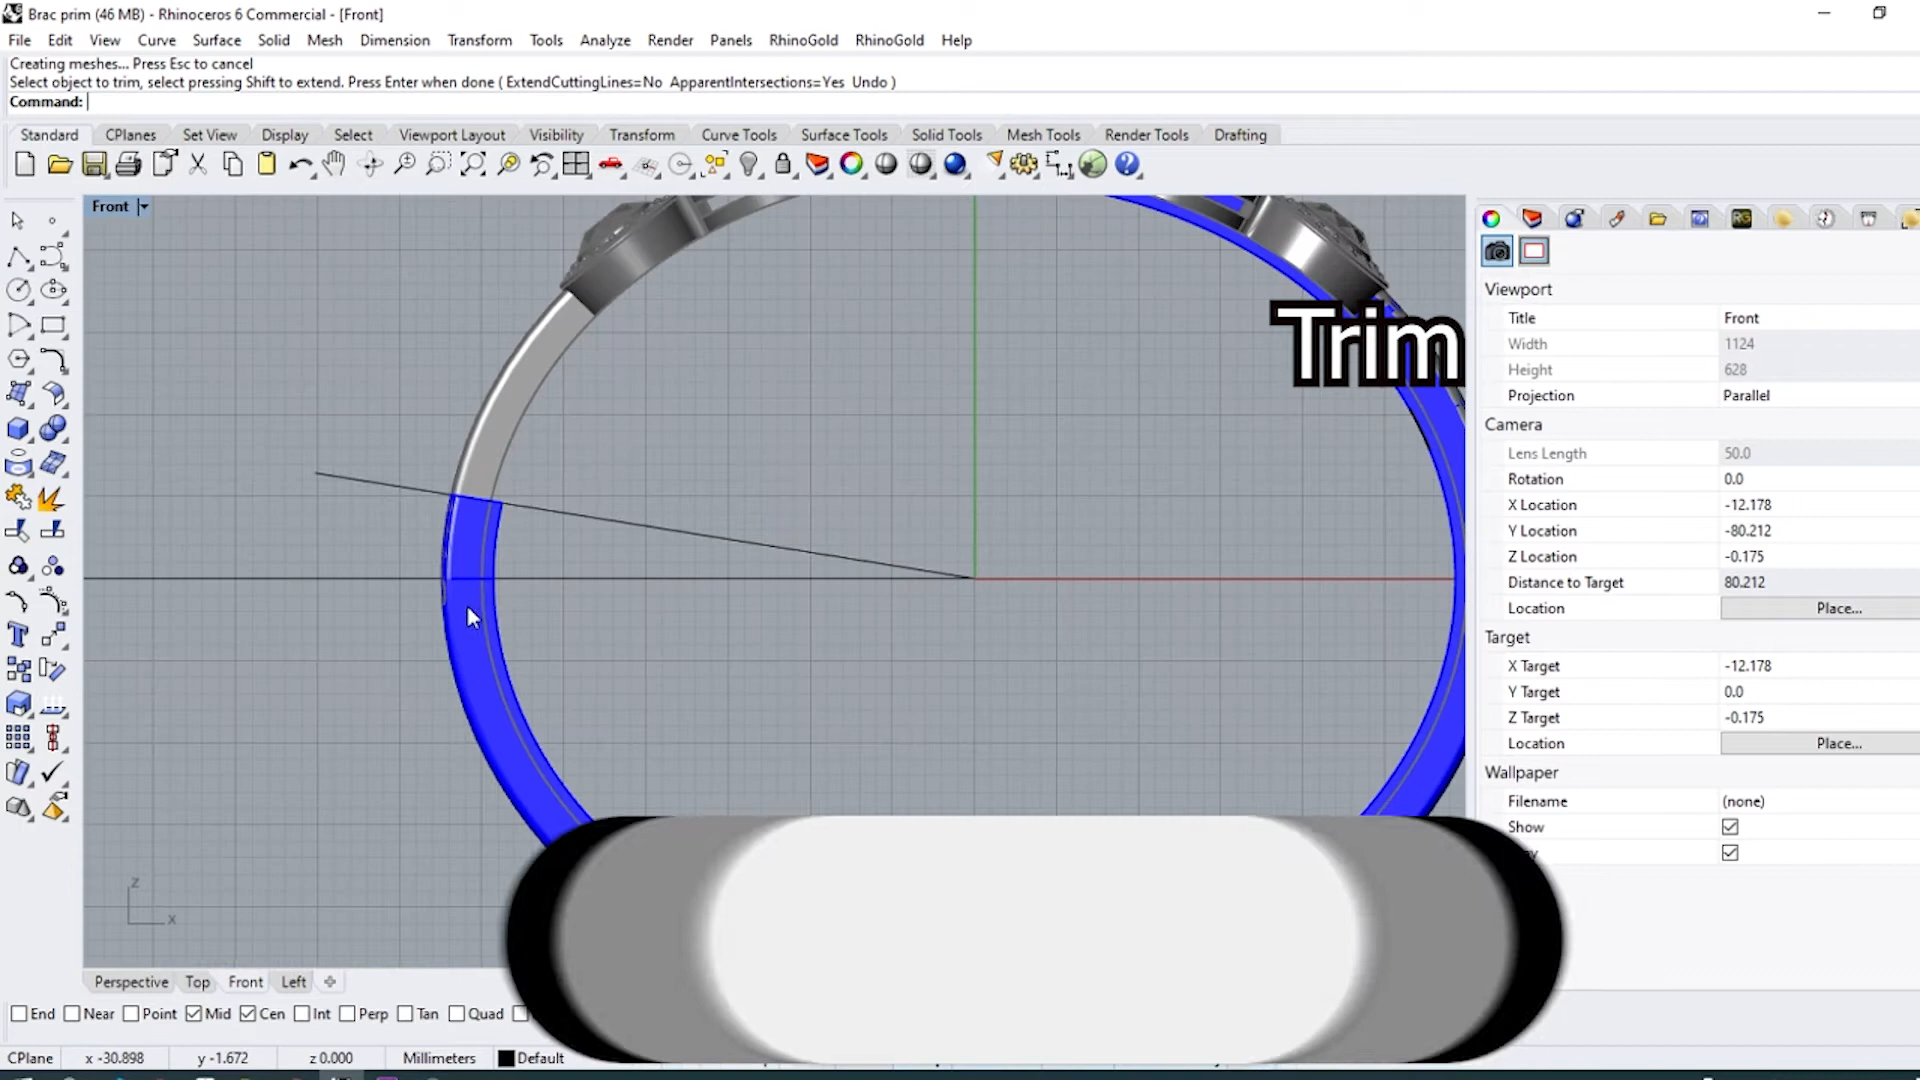 Brac prim (46 MB) - Rhinoceros 6 Commercial - [Front]
File Edit View Curve Surface Solid Mesh Dimension Transform Tools Analyze Render Panels RhinoGold RhinoGold Help
Creating meshes... Press Esc to cancel
Select object to trim, select pressing Shift to extend. Press Enter when done ( ExtendCuttingLines=No ApparentIntersections=Yes Undo )
Command:
Standard CPlanes Set View Display Select Viewport Layout Visibility Transform Curve Tools Surface Tools Solid Tools Mesh Tools Render Tools Drafting
Front
RG
Viewport
Title Front
Width 1124
Height 628
Projection Parallel
Trim
Camera
Lens Length 50.0
Rotation 0.0
X Location -12.178
Y Location -80.212
Z Location -0.175
Distance to Target 80.212
Location Place...
Target
X Target -12.178
Y Target 0.0
Z Target -0.175
Location Place...
Wallpaper
Filename (none)
Show
z
x
Perspective Top Front Left
End Near Point Mid Cen Int Perp Tan Quad
CPlane x -30.898 y -1.672 z 0.000 Millimeters Default